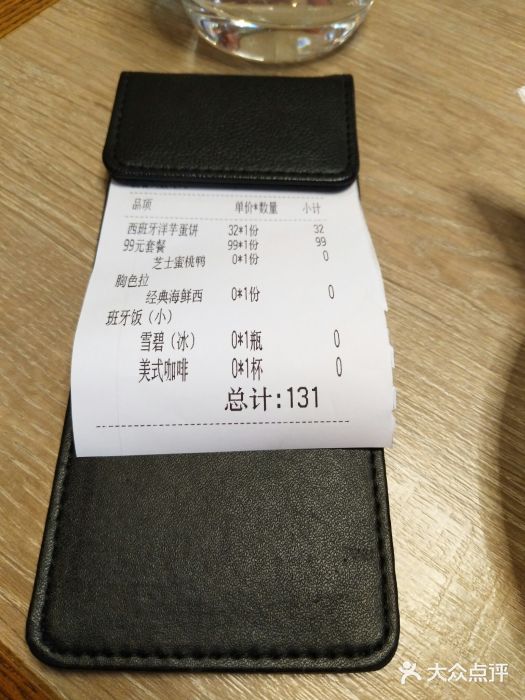 品项 单价*数量 小计
西班牙洋芋蛋饼 32*1份 32
99元套餐 99*1份 99
芝士蜜桃鸭 0*1份 0
胸色拉
经典海鲜西 0*1份 0
班牙饭（小）
雪碧（冰） 0*1瓶 0
美式咖啡 0*1杯 0
总计:131
大众点评